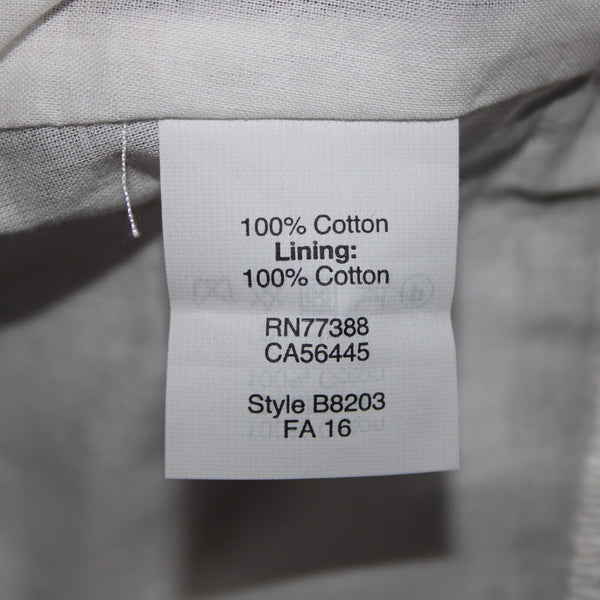 100% Cotton
Lining:
100% Cotton
RN77388
CA56445
Style B8203
FA 16